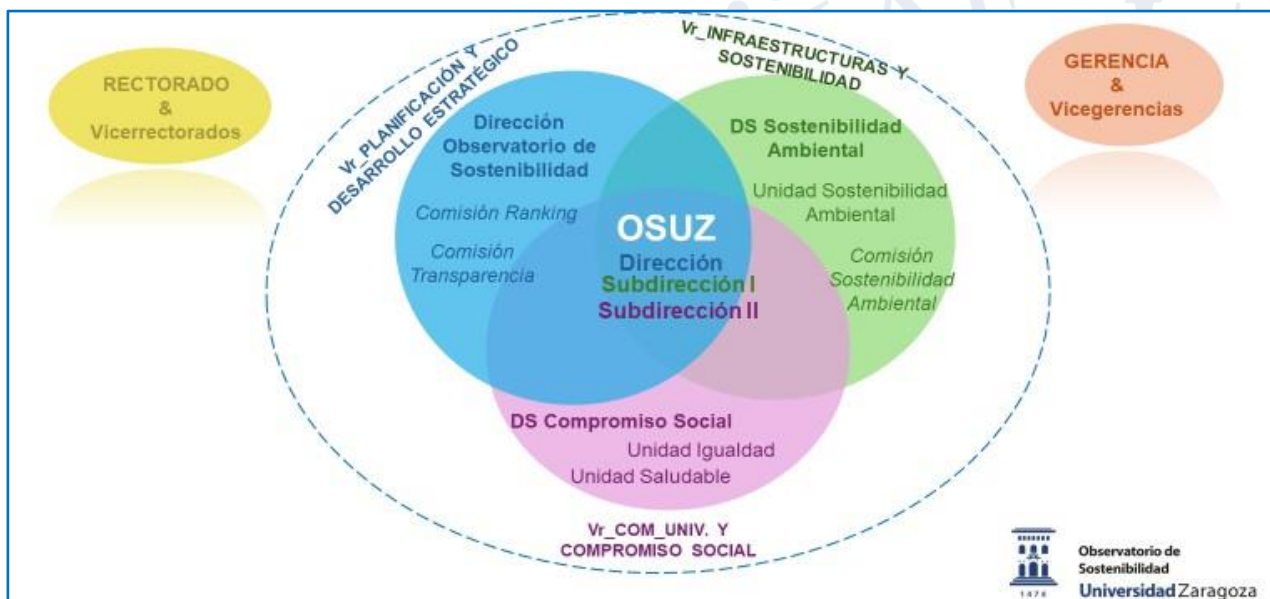 RECTORADO
&
Vicerrectorados
Vr_PLANIFICACIÓN Y
DESARROLLO ESTRATÉGICO
Vr_INFRAESTRUCTURAS Y
SOSTENIBILIDAD
GERENCIA
&
Vicegerencias
Dirección
Observatorio de
Sostenibilidad
Comisión Ranking
Comisión
Transparencia
DS Sostenibilidad
Ambiental
Unidad Sostenibilidad
Ambiental
Comisión
Sostenibilidad
Ambiental
OSUZ
Dirección
Subdirección I
Subdirección II
DS Compromiso Social
Unidad Igualdad
Unidad Saludable
Vr_COM_UNIV. Y
COMPROMISO SOCIAL
1474
Observatorio de
Sostenibilidad
Universidad Zaragoza